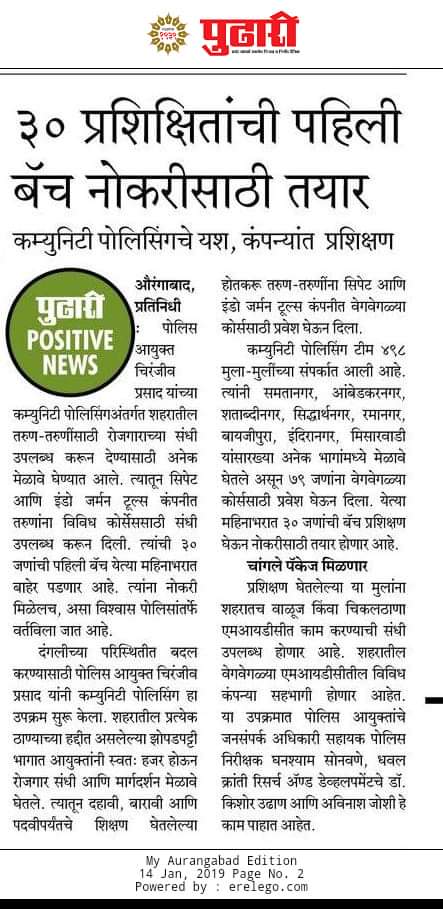 पुढारी
३० प्रशिक्षितांची पहिली
बॅच नोकरीसाठी तयार
कम्युनिटी पोलिसिंगचे यश, कंपन्यांत प्रशिक्षण
पुढारी
POSITIVE
NEWS
औरंगाबाद,
प्रतिनिधी
: पोलिस
आयुक्त
चिरंजीव
प्रसाद यांच्या
कम्युनिटी पोलिसिंगअंतर्गत शहरातील
तरुण-तरुणींसाठी रोजगाराच्या संधी
उपलब्ध करून देण्यासाठी अनेक
मेळावे घेण्यात आले. त्यातून सिपेट
आणि इंडो जर्मन टूल्स कंपनीत
तरुणांना विविध कोर्सेससाठी संधी
उपलब्ध करून दिली. त्यांची ३०
जणांची पहिली बॅच येत्या महिनाभरात
बाहेर पडणार आहे. त्यांना नोकरी
मिळेलच, असा विश्वास पोलिसांतर्फे
वर्तविला जात आहे.
दंगलीच्या परिस्थितीत बदल
करण्यासाठी पोलिस आयुक्त चिरंजीव
प्रसाद यांनी कम्युनिटी पोलिसिंग हा
उपक्रम सुरू केला. शहरातील प्रत्येक
ठाण्याच्या हद्दीत असलेल्या झोपडपट्टी
भागात आयुक्तांनी स्वतः हजर होऊन
रोजगार संधी आणि मार्गदर्शन मेळावे
घेतले. त्यातून दहावी, बारावी आणि
पदवीपर्यंतचे शिक्षण घेतलेल्या
होतकरू तरुण-तरुणींना सिपेट आणि
इंडो जर्मन टूल्स कंपनीत वेगवेगळ्या
कोर्ससाठी प्रवेश घेऊन दिला.
कम्युनिटी पोलिसिंग टीम ४९८
मुला-मुलींच्या संपर्कात आली आहे.
त्यांनी समतानगर, आंबेडकरनगर,
शताब्दीनगर, सिद्धार्थनगर, रमानगर,
बायजीपुरा, इंदिरानगर, मिसारवाडी
यांसारख्या अनेक भागांमध्ये मेळावे
घेतले असून ७९ जणांना वेगवेगळ्या
कोर्ससाठी प्रवेश घेऊन दिला. येत्या
महिनाभरात ३० जणांची बॅच प्रशिक्षण
घेऊन नोकरीसाठी तयार होणार आहे.
चांगले पॅकेज मिळणार
प्रशिक्षण घेतलेल्या या मुलांना
शहरातच वाळूज किंवा चिकलठाणा
एमआयडीसीत काम करण्याची संधी
उपलब्ध होणार आहे. शहरातील
वेगवेगळ्या एमआयडीसीतील विविध
कंपन्या सहभागी होणार आहेत.
या उपक्रमात पोलिस आयुक्तांचे
जनसंपर्क अधिकारी सहायक पोलिस
निरीक्षक घनश्याम सोनवणे, धवल
क्रांती रिसर्च अ‍ॅण्ड डेव्हलपमेंटचे डॉ.
किशोर उढाण आणि अविनाश जोशी हे
काम पाहात आहेत.
My Aurangabad Edition
14 Jan, 2019 Page No. 2
Powered by : erelego.com